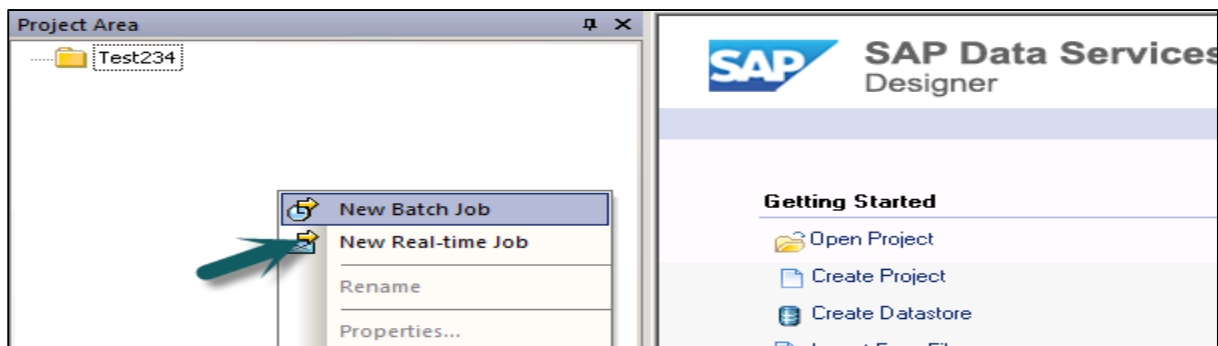 Project Area
Test234
New Batch Job
New Real-time Job
Rename
Properties...
SAP
SAP Data Services
Designer
Getting Started
Open Project
Create Project
Create Datastore